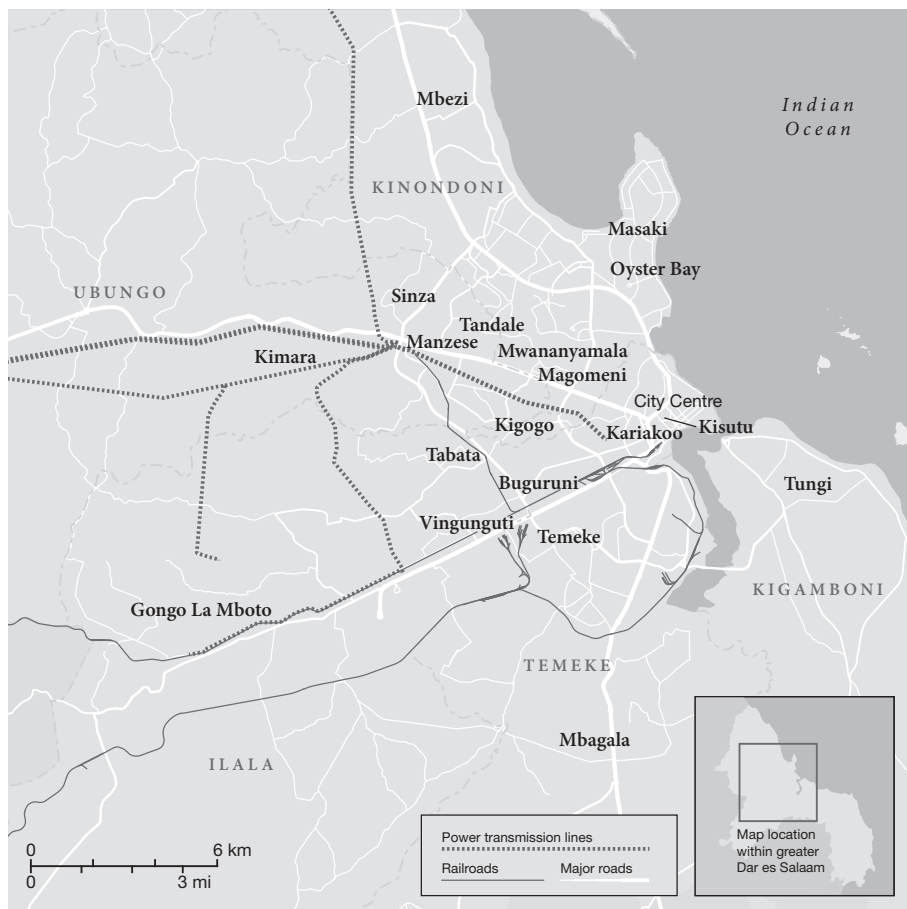 Indian
Ocean
Mbezi
KINONDONI
Masaki
Oyster Bay
UBUNGO
Sinza
Tandale
Manzese
Mwananyamala
Kimara
Magomeni
City Centre
Kigogo
Kariakoo
Kisutu
Tabata
Buguruni
Tungi
Vingunguti
Temeke
KIGAMBONI
Gongo La Mboto
TEMEKE
Mbagala
ILALA
0 6 km
0 3 mi
Power transmission lines
Railroads Major roads
Map location
within greater
Dar es Salaam